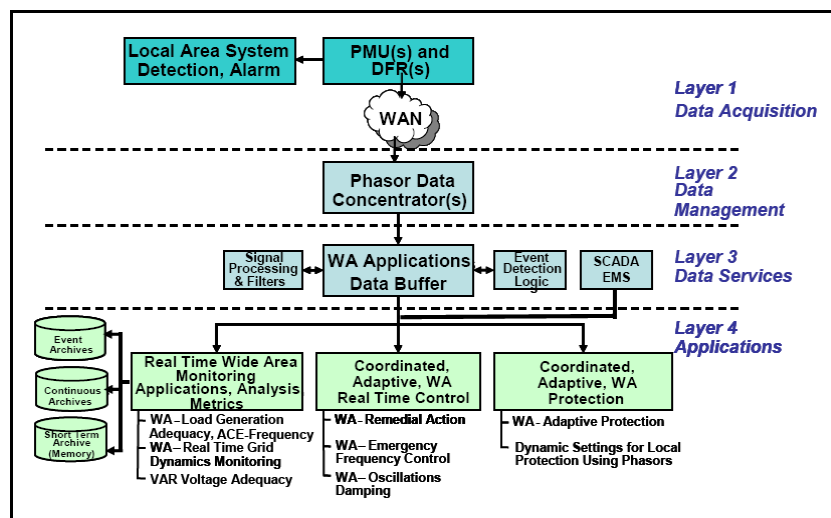 Local Area System
Detection, Alarm
PMU(s) and
DFR(s)
Layer 1
Data Acquisition
WAN
Phasor Data
Concentrator(s)
Layer 2
Data
Management
Signal
Processing
& Filters
WA Applications
Data Buffer
Event
Detection
Logic
SCADA
EMS
Layer 3
Data Services
Layer 4
Applications
Event
Archives
Continuous Archives
Short Term
Archive
(Memory)
Real Time Wide Area
Monitoring
Applications, Analysis
Metrics
WA–Load Generation
Adequacy, ACE-Frequency
WA–Real Time Grid
Dynamics Monitoring
VAR Voltage Adequacy
Coordinated,
Adaptive, WA
Real Time Control
WA–Remedial Action
WA–Emergency
Frequency Control
WA–Oscillations
Damping
Coordinated,
Adaptive, WA
Protection
WA–Adaptive Protection
Dynamic Settings for Local
Protection Using Phasors